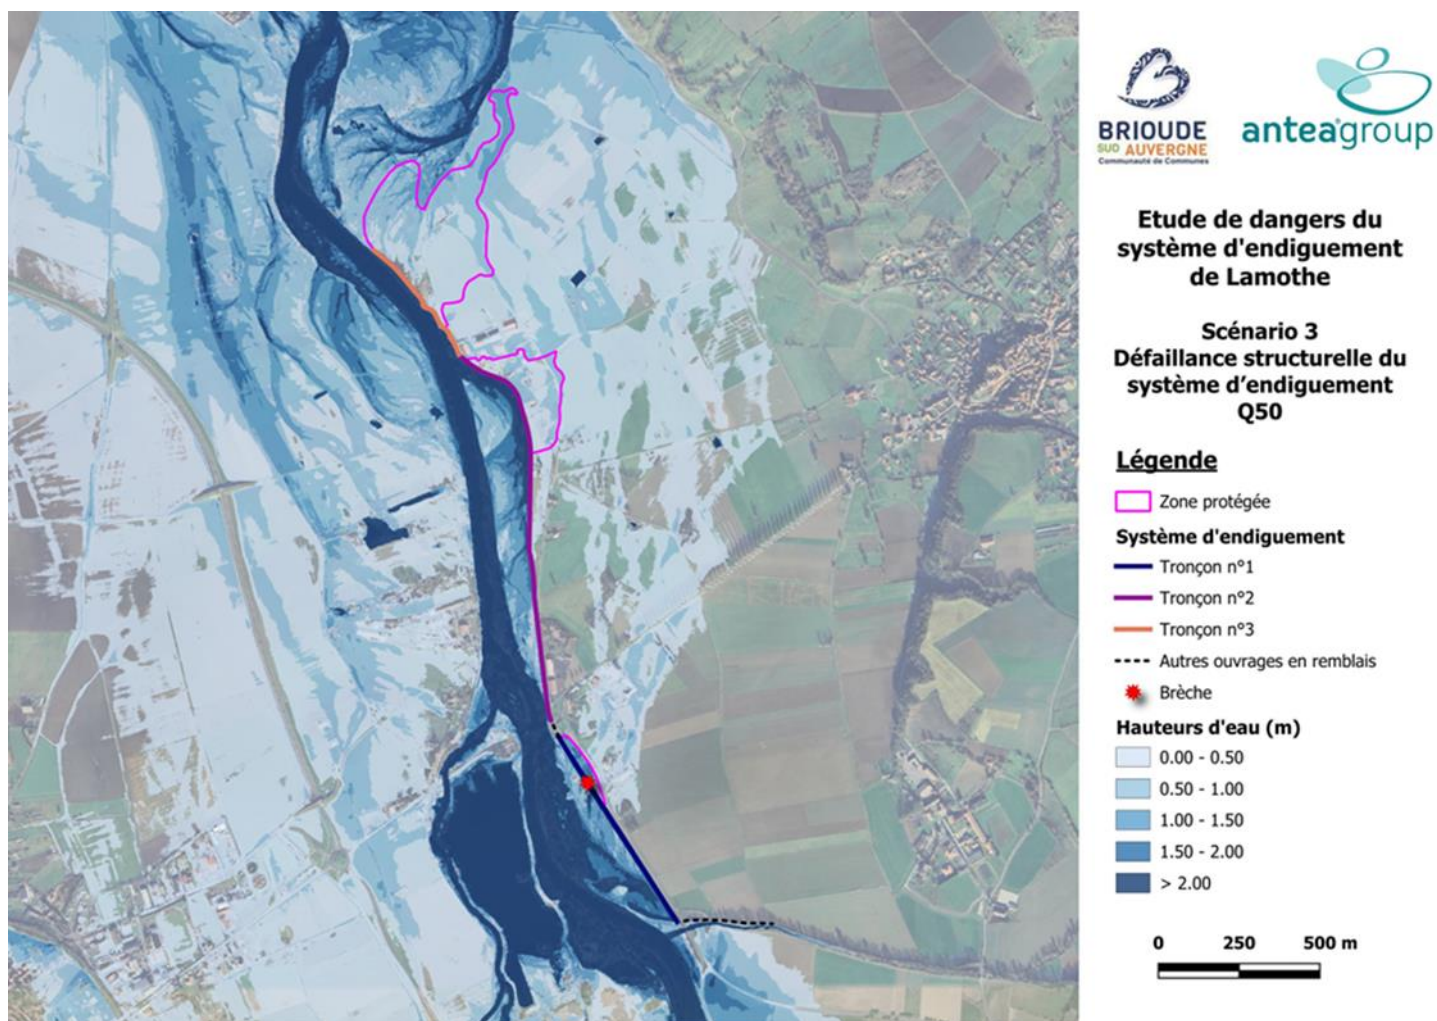 BRIOUDE
SUD AUVERGNE
Communauté de Communes
anteagroup
Etude de dangers du
système d'endiguement
de Lamothe
Scénario 3
Défaillance structurelle du
système d’endiguement
Q50
Légende
Zone protégée
Système d'endiguement
Tronçon n°1
Tronçon n°2
Tronçon n°3
Autres ouvrages en remblais
Brèche
Hauteurs d'eau (m)
0.00 - 0.50
0.50 - 1.00
1.00 - 1.50
1.50 - 2.00
> 2.00
0 250 500 m